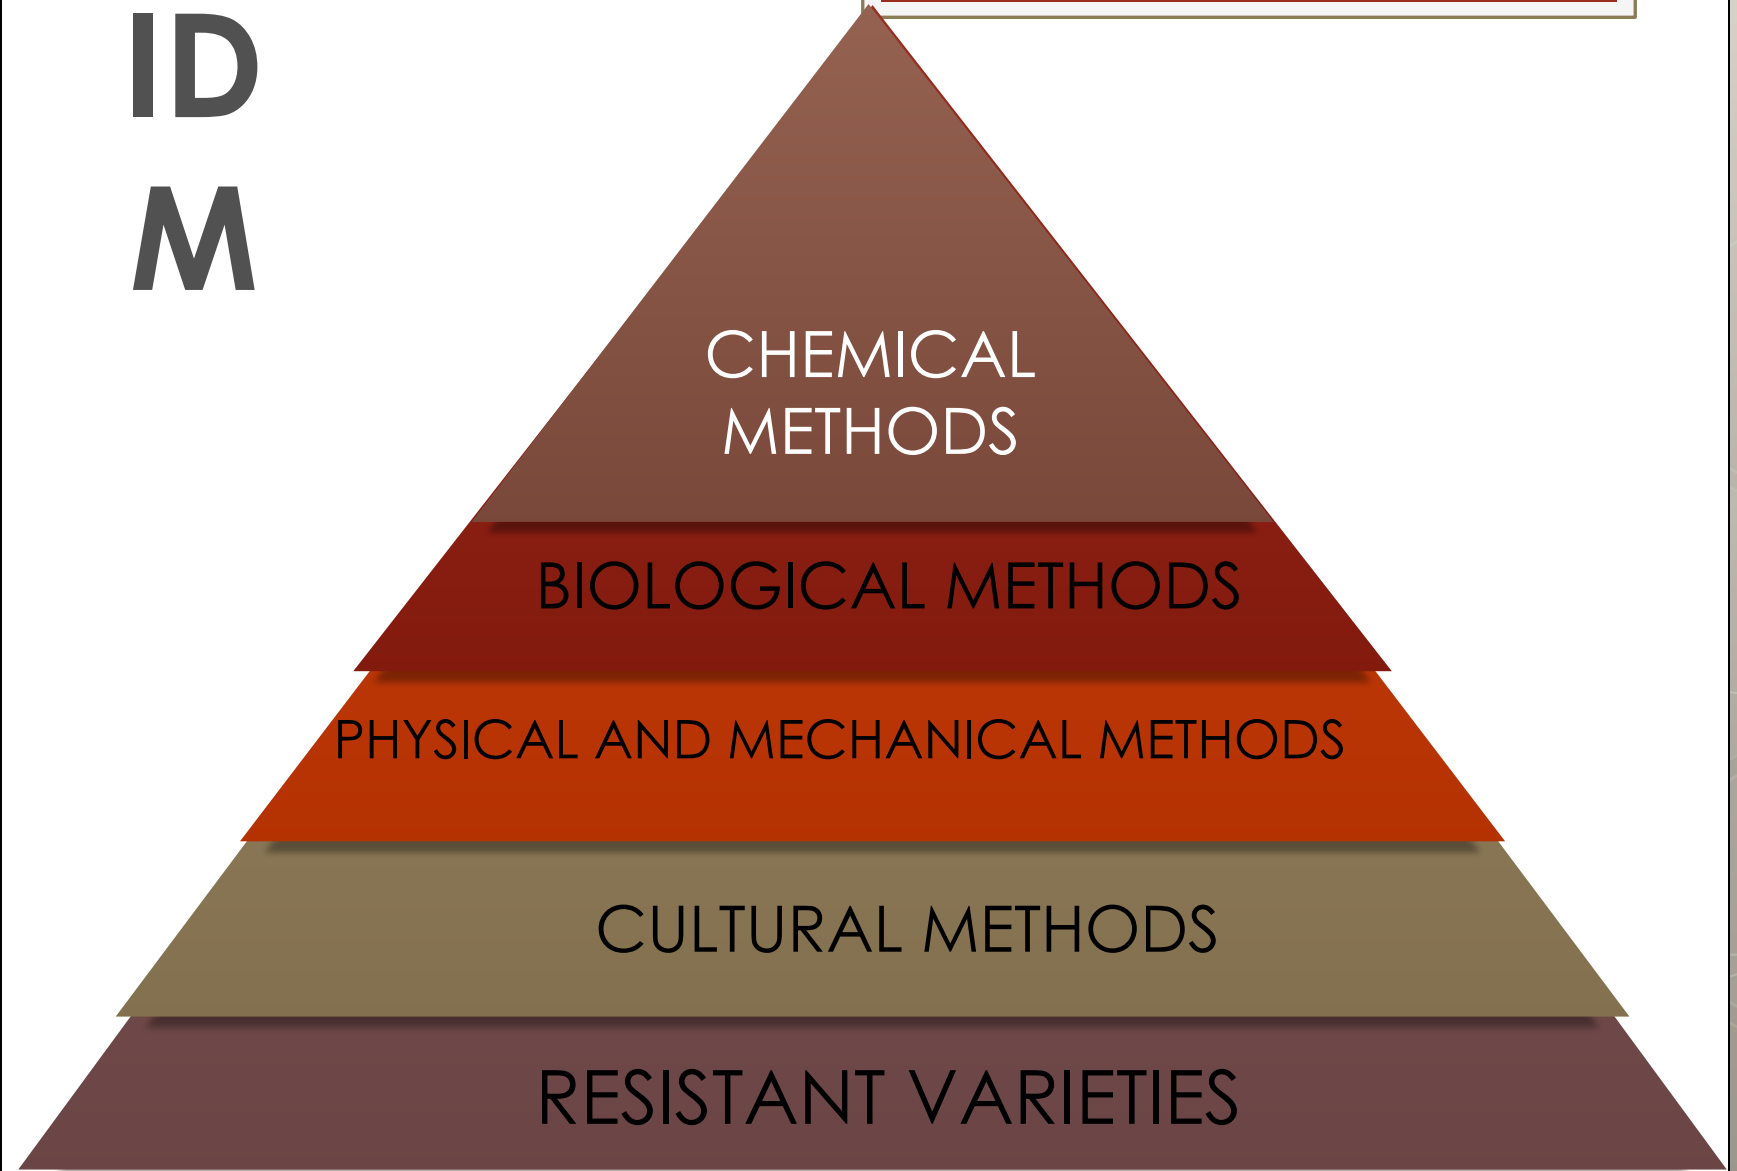 ID
M
CHEMICAL
METHODS
BIOLOGICAL METHODS
PHYSICAL AND MECHANICAL METHODS
CULTURAL METHODS
RESISTANT VARIETIES